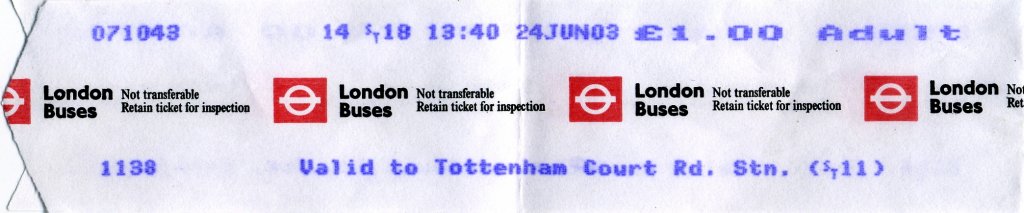 071043 14 S/T18 13:40 24JUN03 £1.00 Adult
London Buses Not transferable Retain ticket for inspection London Buses Not transferable Retain ticket for inspection London Buses Not transferable Retain ticket for inspection London Buses
1138 Valid to Tottenham Court Rd. Stn. (S/T11)